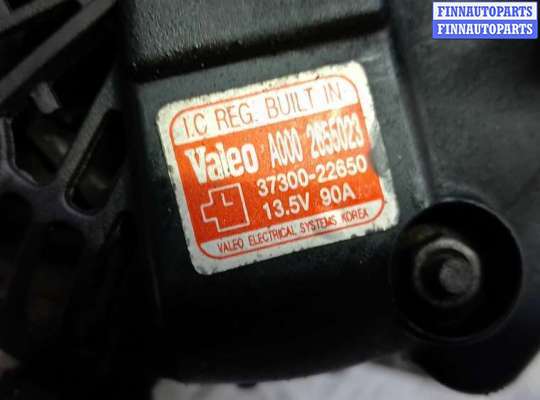 FINNAUTOPARTS
FINNAUTOPARTS
I.C REG. BUILT IN
Valeo A000 2655023
37300-22650
13.5V 90A
VALEO ELECTRICAL SYSTEMS KOREA